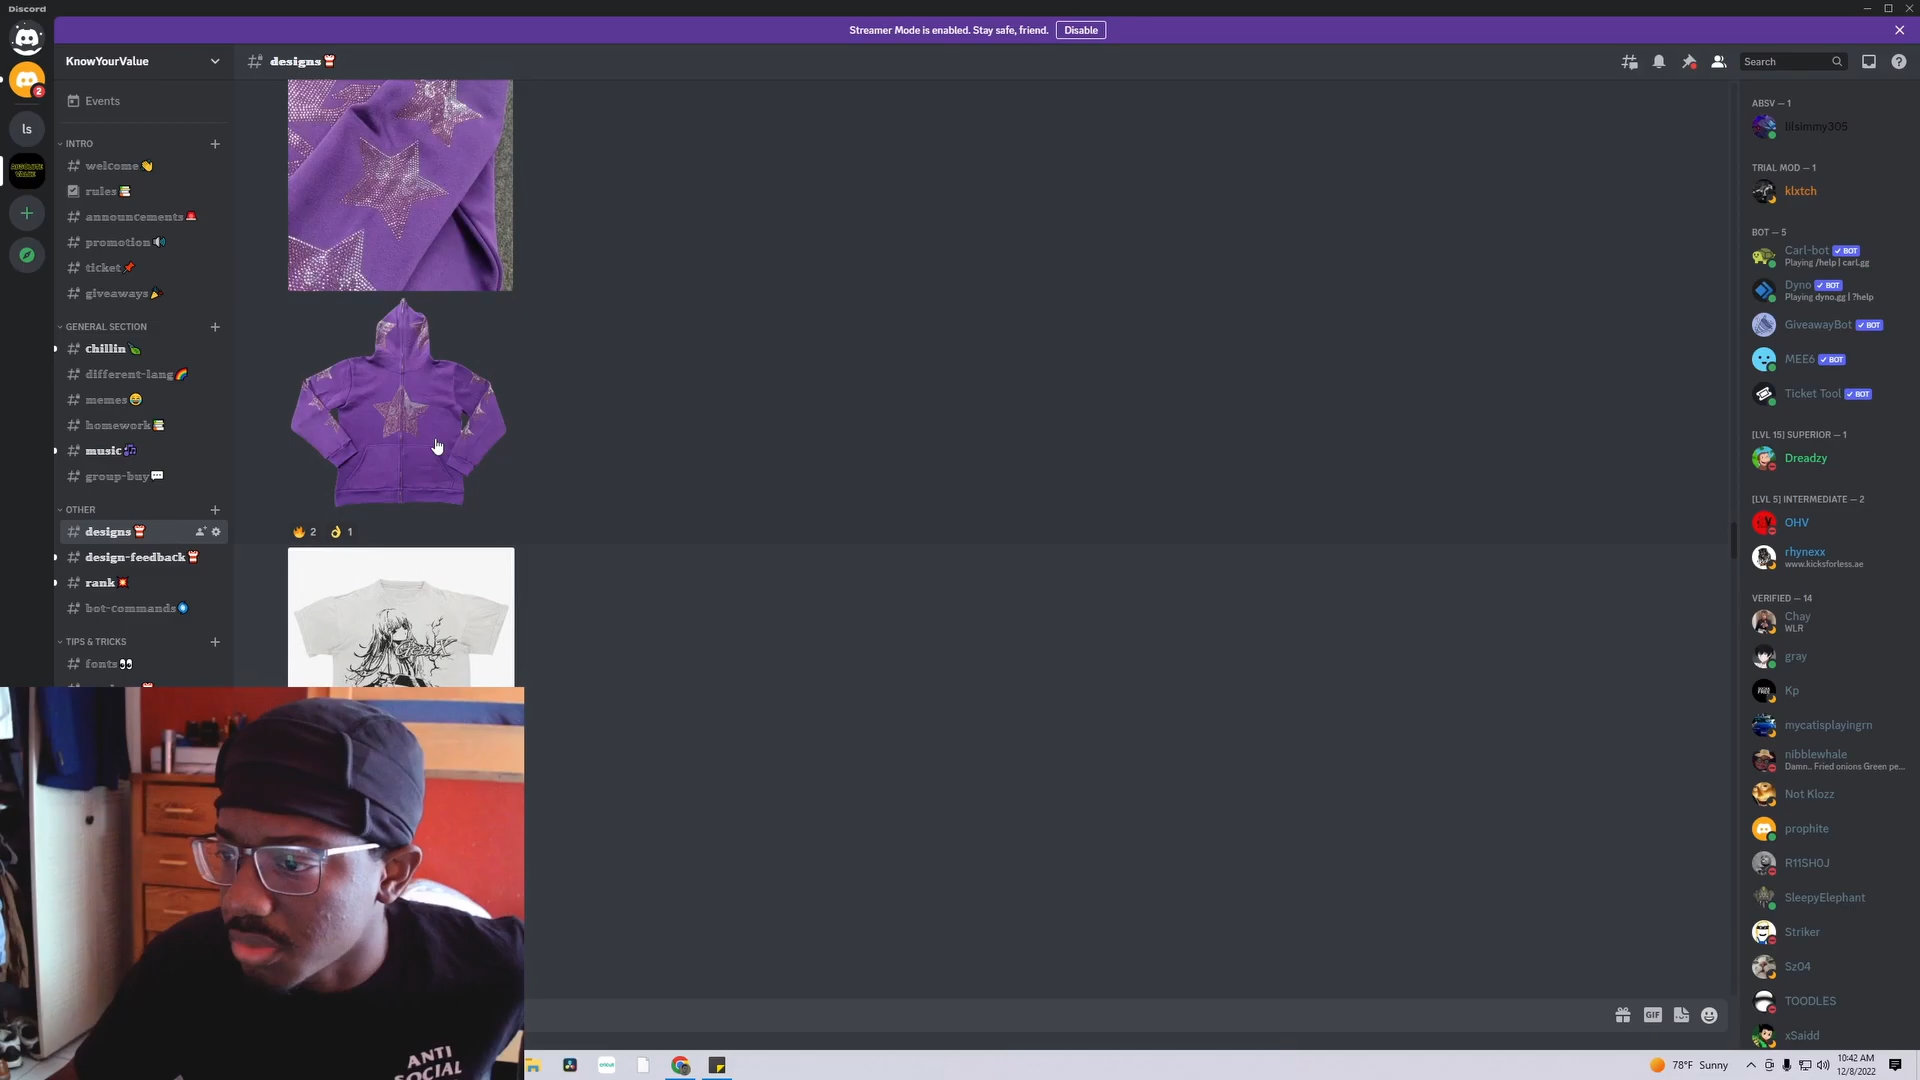 Discord
Streamer Mode is enabled. Stay safe, friend. Disable
KnowYourValue
designs
Search
2
ls
ABSOLUTE VALUE
Events
INTRO
welcome
rules
announcements
promotion
ticket
giveaways
GENERAL SECTION
chillin
different-lang
memes
homework
music
group-buy
OTHER
designs
design-feedback
rank
bot-commands
TIPS & TRICKS
fonts
2 1
GIF
ANTI
SOCIAL
ABSV — 1
lilsimmy305
TRIAL MOD — 1
klxtch
BOT — 5
Carl-bot BOT
Playing /help | carl.gg
Dyno BOT
Playing dyno.gg | ?help
GiveawayBot BOT
MEE6 BOT
Ticket Tool BOT
[LVL 15] SUPERIOR — 1
Dreadzy
[LVL 5] INTERMEDIATE — 2
OHV
rhynexx
www.kicksforless.ae
VERIFIED — 14
Chay
WLR
gray
Kp
mycatisplayingrn
nibblewhale
Damn.. Fried onions Green pe...
Not Klozz
prophite
R11SH0J
SleepyElephant
Striker
Sz04
TOODLES
xSaidd
78°F Sunny
10:42 AM
12/8/2022